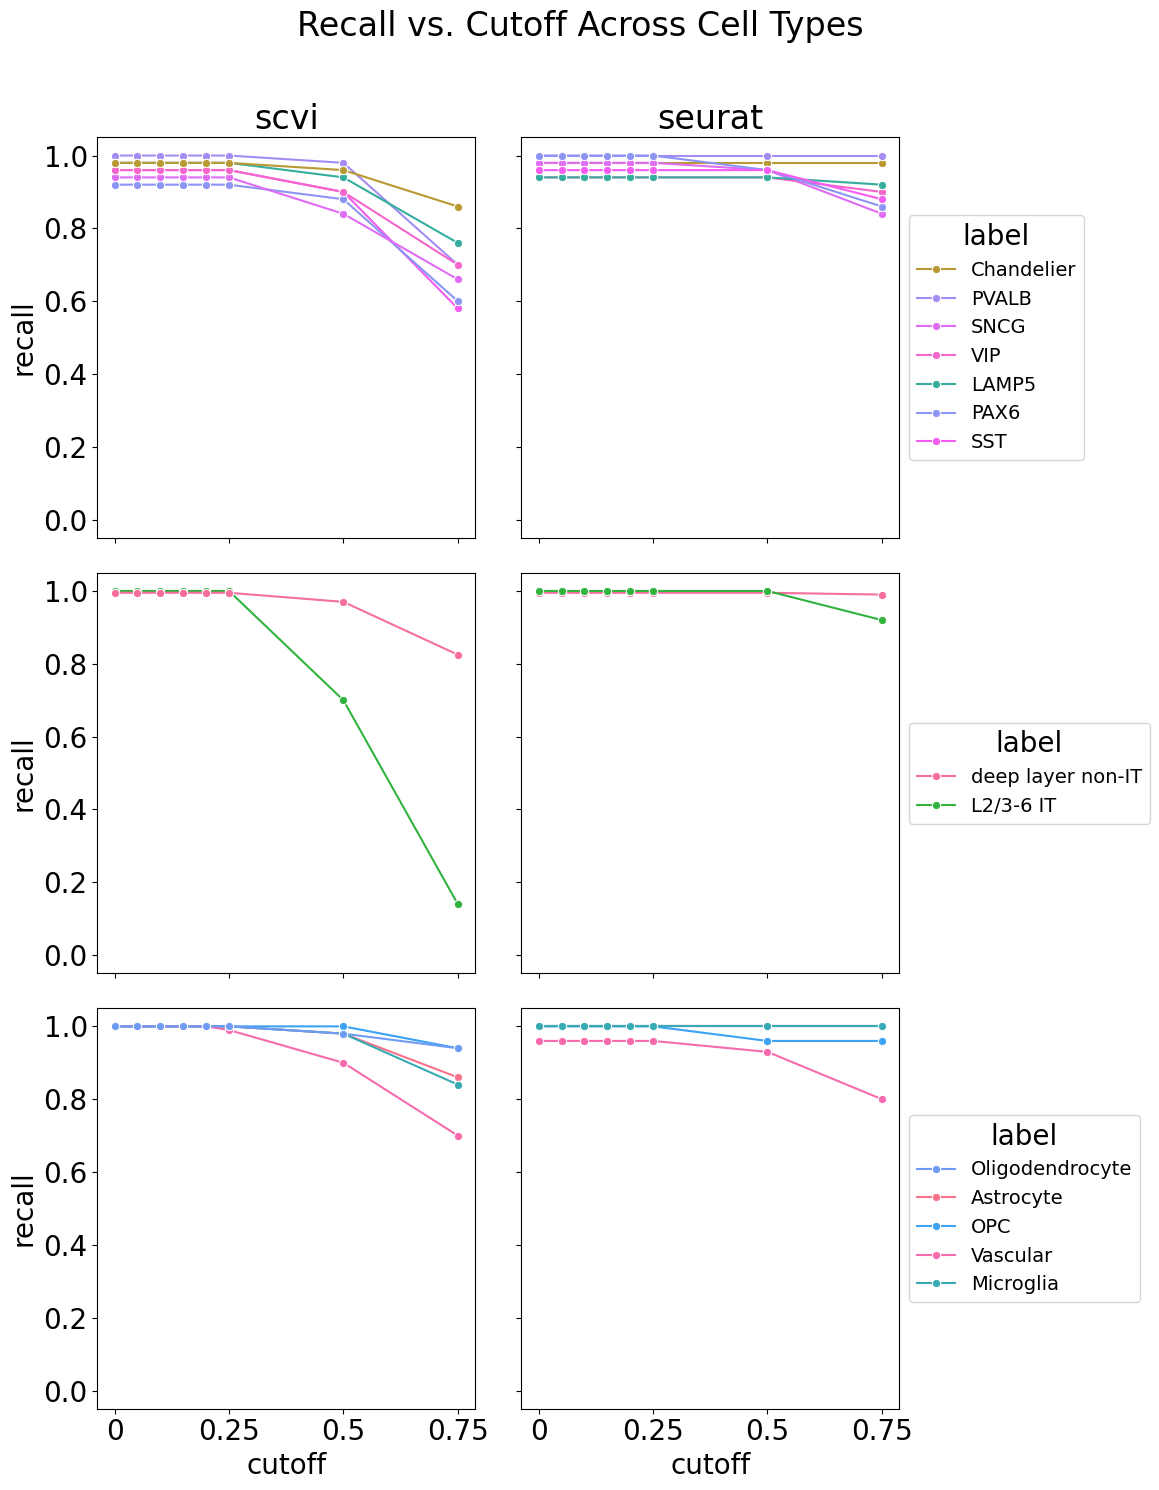 Recall vs. Cutoff Across Cell Types
scvi
seurat
1.0
0.8
0.6
0.4
0.2
0.0
recall
label
Chandelier
PVALB
SNCG
VIP
LAMP5
PAX6
SST
1.0
0.8
0.6
0.4
0.2
0.0
recall
label
deep layer non-IT
L2/3-6 IT
1.0
0.8
0.6
0.4
0.2
0.0
recall
label
Oligodendrocyte
Astrocyte
OPC
Vascular
Microglia
0 0.25 0.5 0.75
cutoff
0 0.25 0.5 0.75
cutoff